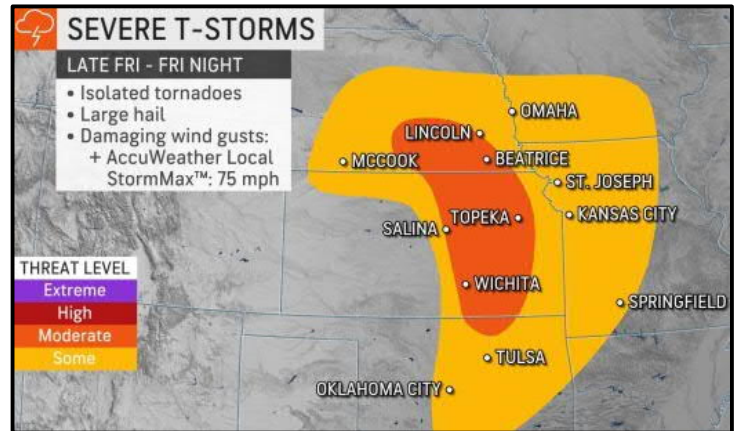 SEVERE T-STORMS
LATE FRI - FRI NIGHT
• Isolated tornadoes
• Large hail
• Damaging wind gusts:
+ AccuWeather Local
StormMax™: 75 mph
OMAHA
LINCOLN
MCCOOK
BEATRICE
ST. JOSEPH
TOPEKA
KANSAS CITY
SALINA
WICHITA
SPRINGFIELD
TULSA
OKLAHOMA CITY
THREAT LEVEL
Extreme
High
Moderate
Some